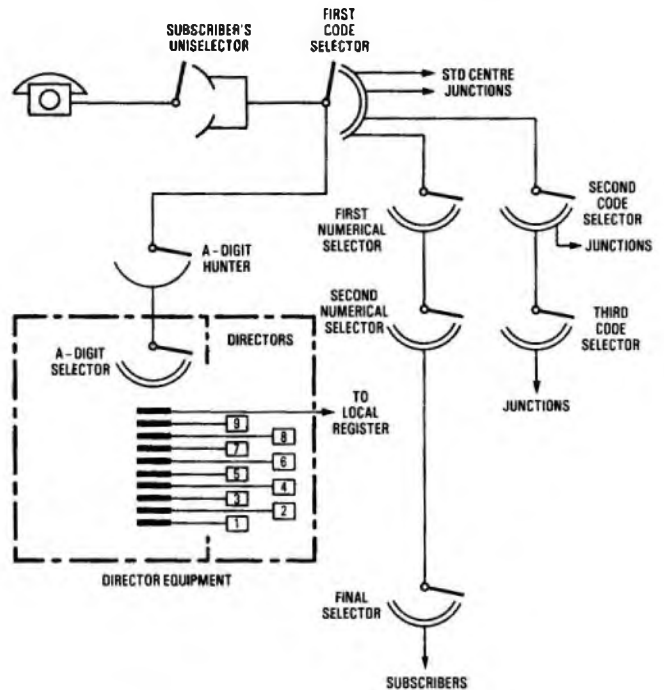 SUBSCRIBER'S
UNISELECTOR
FIRST
CODE
SELECTOR
STD CENTRE
JUNCTIONS
A-DIGIT
HUNTER
FIRST
NUMERICAL
SELECTOR
SECOND
CODE
SELECTOR
JUNCTIONS
SECOND
NUMERICAL
SELECTOR
THIRD
CODE
SELECTOR
JUNCTIONS
A-DIGIT
SELECTOR
DIRECTORS
TO
LOCAL
REGISTER
9
8
7
6
5
4
3
2
1
DIRECTOR EQUIPMENT
FINAL
SELECTOR
SUBSCRIBERS